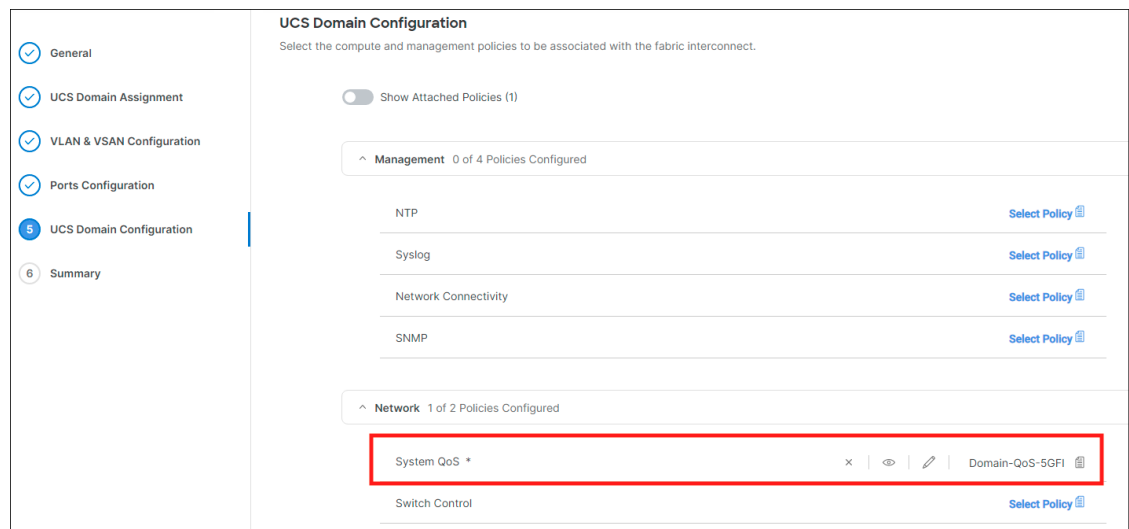 UCS Domain Configuration
Select the compute and management policies to be associated with the fabric interconnect.
General
UCS Domain Assignment
VLAN & VSAN Configuration
Ports Configuration
5 UCS Domain Configuration
6 Summary
Show Attached Policies (1)
Management 0 of 4 Policies Configured
NTP Select Policy
Syslog Select Policy
Network Connectivity Select Policy
SNMP Select Policy
Network 1 of 2 Policies Configured
System QoS * Domain-QoS-5GFI
Switch Control Select Policy